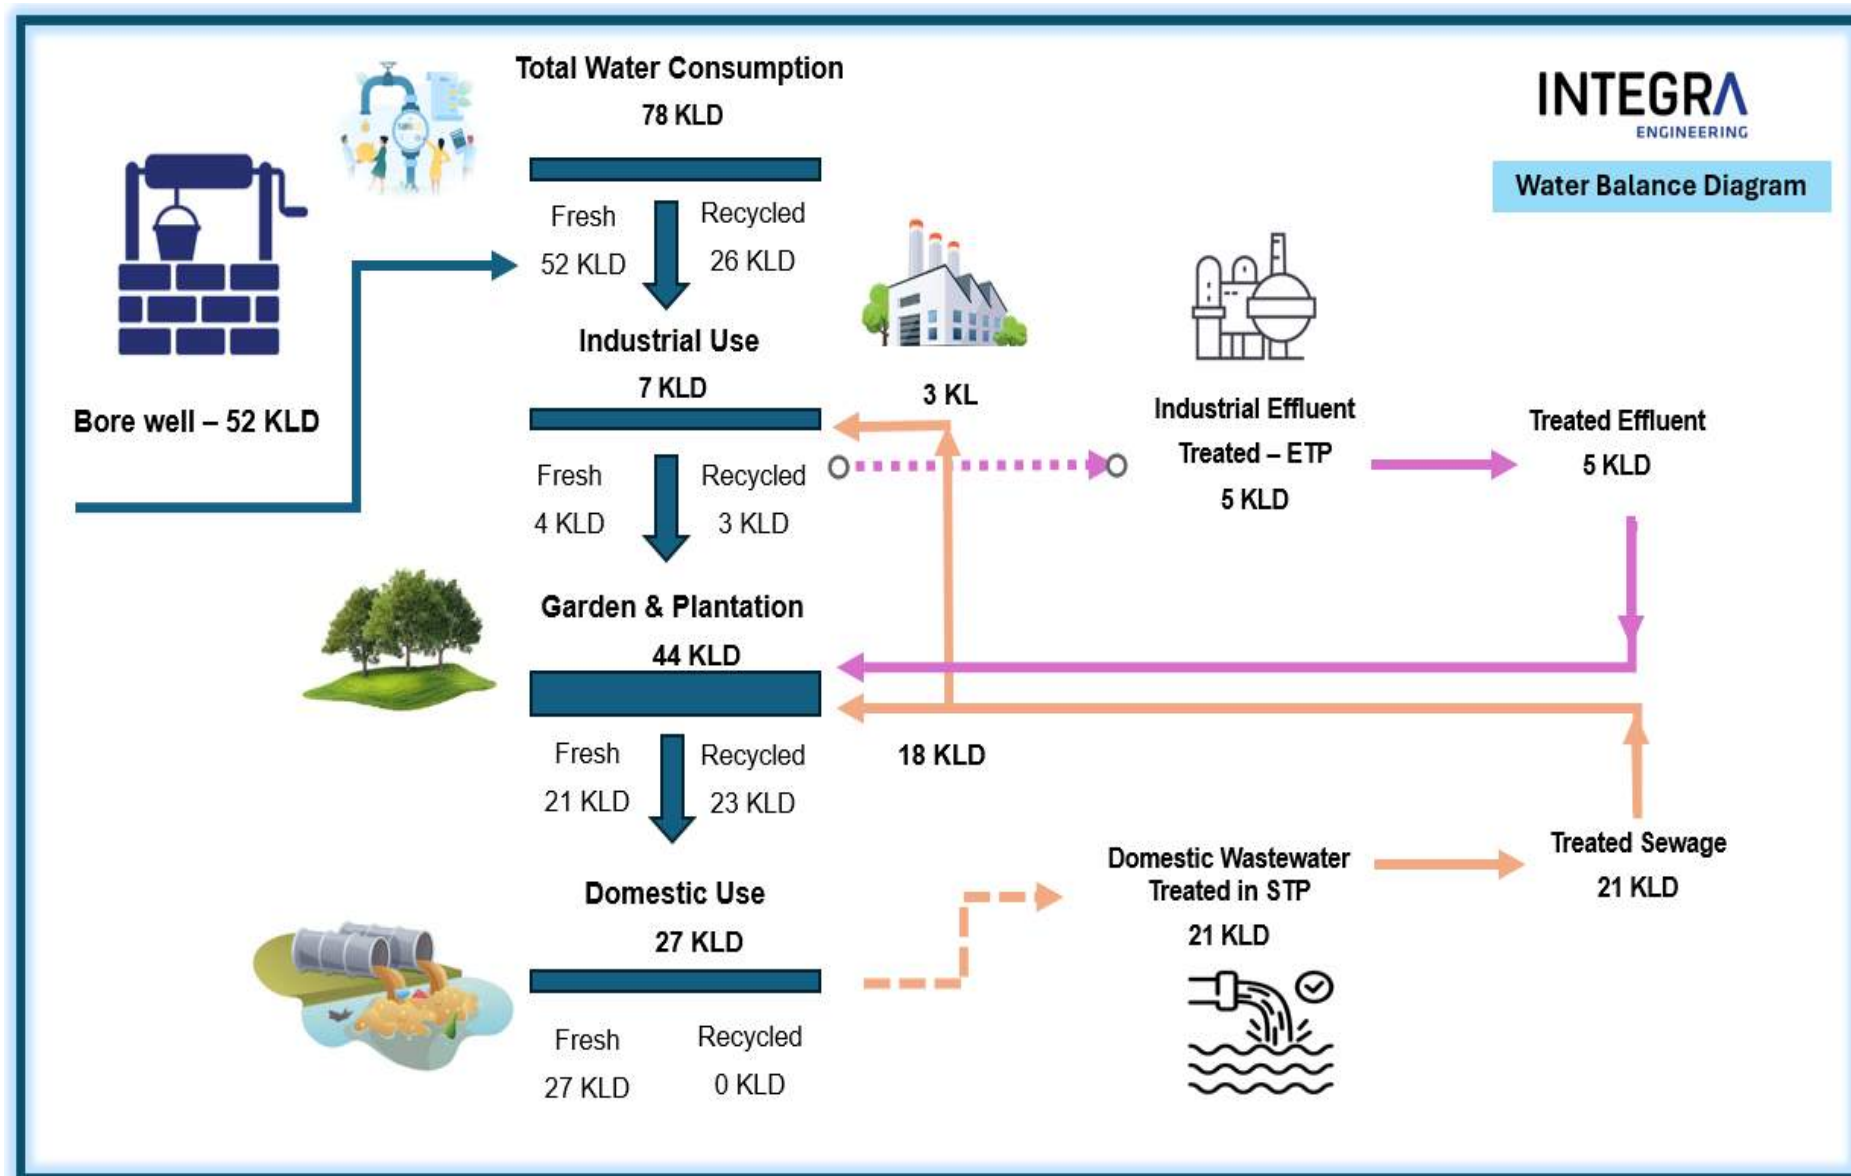 Total Water Consumption
78 KLD
INTEGRA
ENGINEERING
Water Balance Diagram
Fresh
Recycled
52 KLD
26 KLD
Bore well – 52 KLD
Industrial Use
7 KLD
3 KL
Fresh
Recycled
4 KLD
3 KLD
Industrial Effluent
Treated – ETP
5 KLD
Treated Effluent
5 KLD
Garden & Plantation
44 KLD
Fresh
Recycled
21 KLD
23 KLD
18 KLD
Domestic Use
27 KLD
Fresh
Recycled
27 KLD
0 KLD
Domestic Wastewater
Treated in STP
21 KLD
Treated Sewage
21 KLD